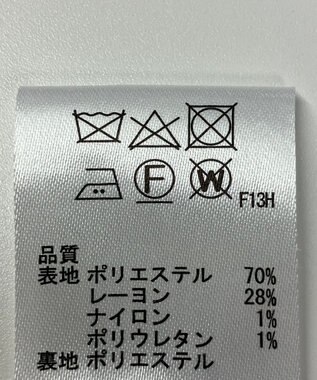 F W F13H
品質
表地 ポリエステル 70%
レーヨン 28%
ナイロン 1%
ポリウレタン 1%
裏地 ポリエステル